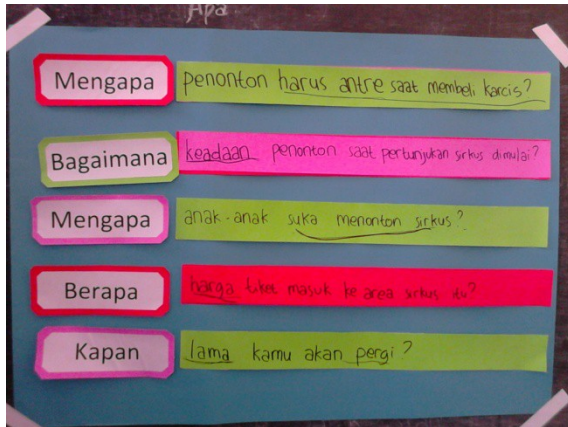 Apa
Mengapa penonton harus antre saat membeli karcis?
Bagaimana keadaan penonton saat pertunjukan sirkus dimulai?
Mengapa anak-anak suka menonton sirkus?
Berapa harga tiket masuk ke area sirkus itu?
Kapan lama kamu akan pergi?